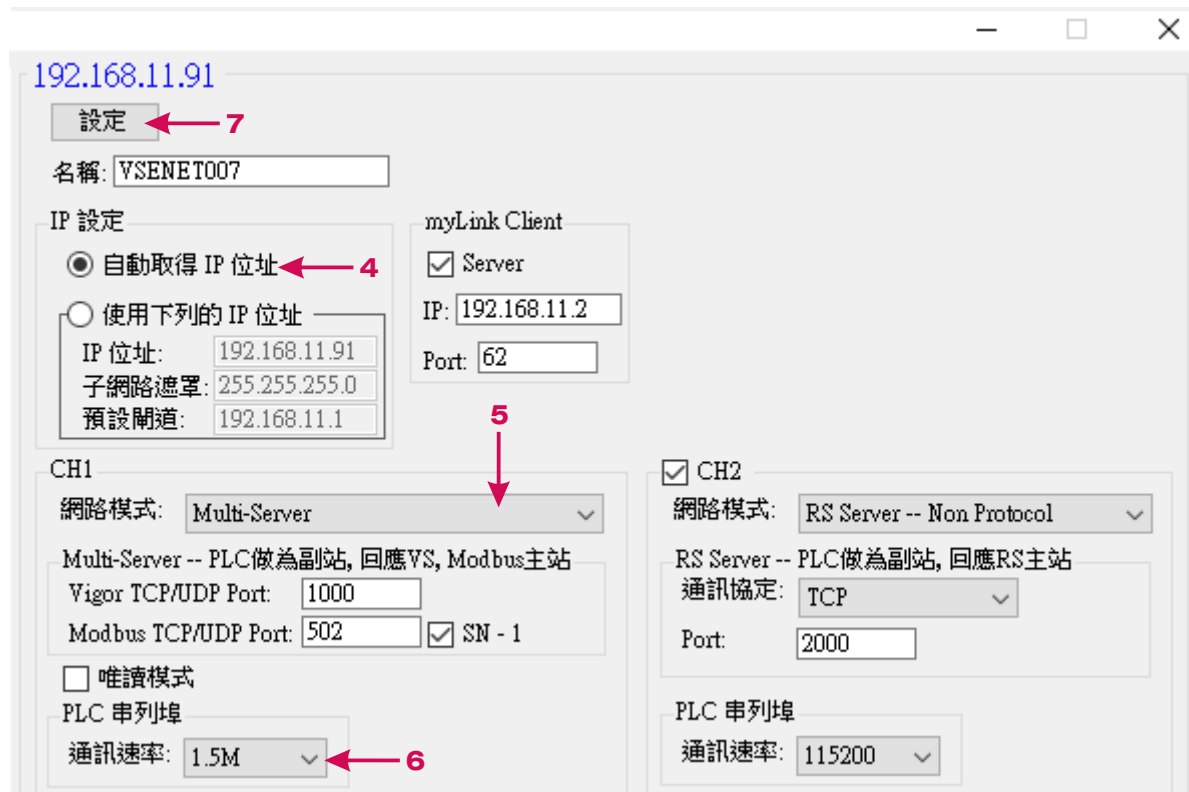 192.168.11.91
設定 7
名稱: VSENET007
IP 設定
自動取得 IP 位址 4
使用下列的 IP 位址
IP 位址: 192.168.11.91
子網路遮罩: 255.255.255.0
預設閘道: 192.168.11.1
myLink Client
Server
IP: 192.168.11.2
Port: 62
5
CH1
網路模式: Multi-Server
Multi-Server -- PLC做為副站, 回應VS, Modbus主站
Vigor TCP/UDP Port: 1000
Modbus TCP/UDP Port: 502 SN - 1
唯讀模式
PLC 串列埠
通訊速率: 1.5M 6
CH2
網路模式: RS Server -- Non Protocol
RS Server -- PLC做為副站, 回應RS主站
通訊協定: TCP
Port: 2000
PLC 串列埠
通訊速率: 115200